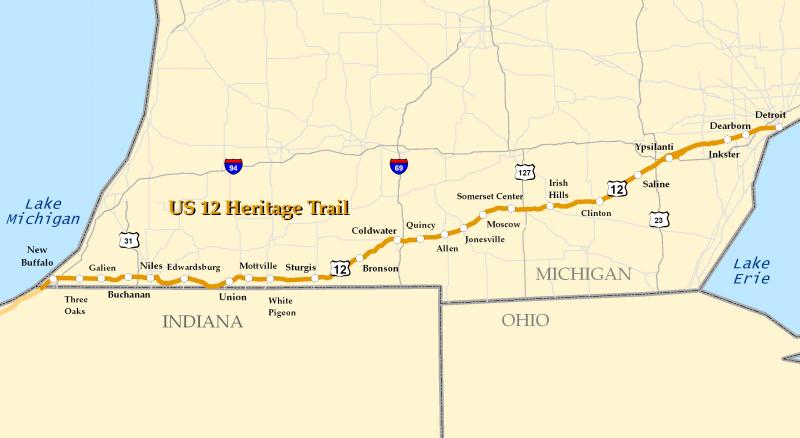 Detroit
Dearborn
Ypsilanti
Inkster
94
69
127
Irish
Hills
12
Saline
Somerset Center
US 12 Heritage Trail
Clinton
Lake
Michigan
23
Moscow
Quincy
Coldwater
31
Jonesville
Allen
New
Buffalo
Galien
Niles
Edwardsburg
Mottville
Sturgis
12
Bronson
Lake
Erie
MICHIGAN
Three
Oaks
Buchanan
Union
White
Pigeon
INDIANA
OHIO